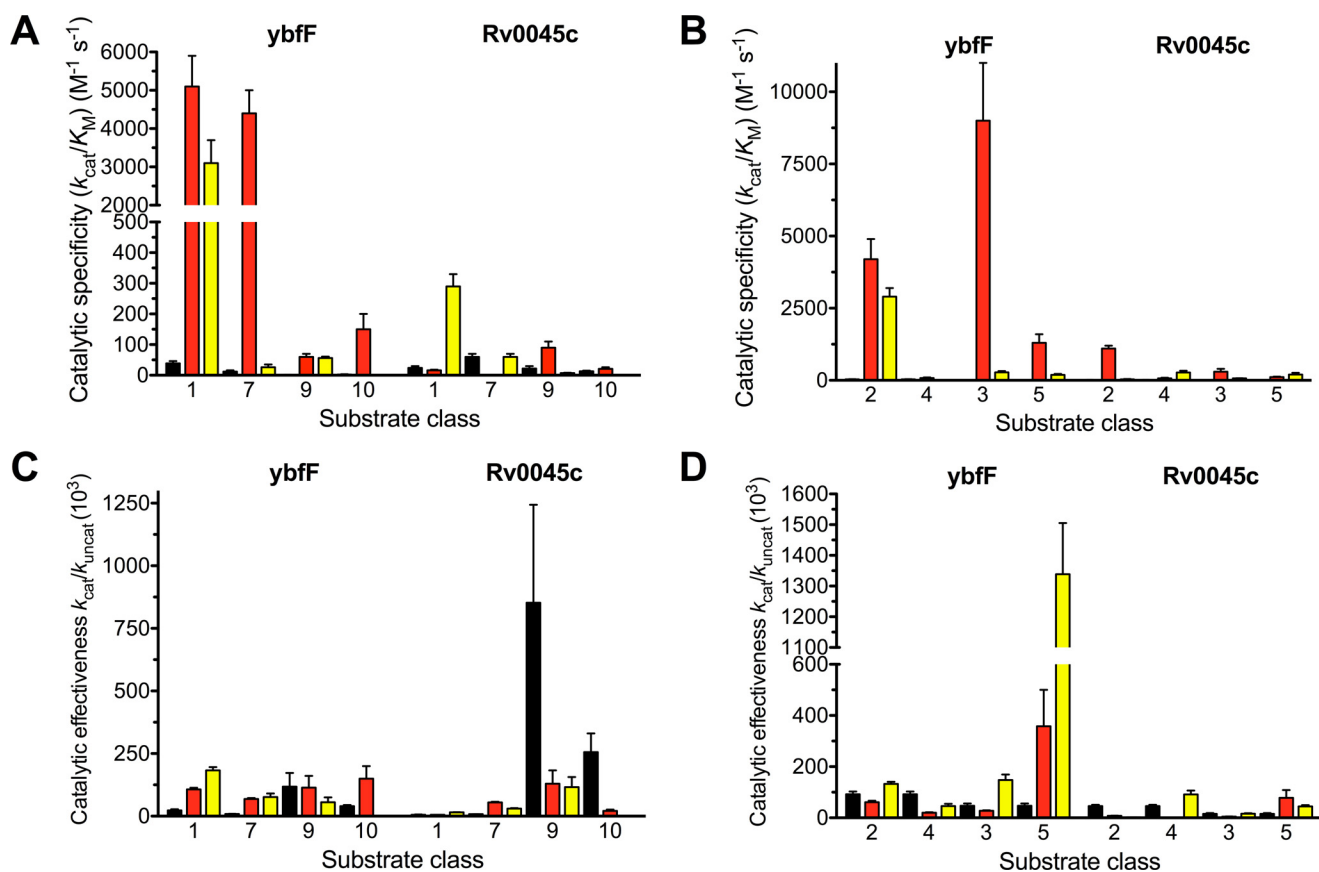 A
ybfF Rv0045c
Catalytic specificity (kcat/KM) (M-1 s-1)
6000
5000
4000
3000
2000
500
400
300
200
100
0
1 7 9 10 1 7 9 10
Substrate class
B
ybfF Rv0045c
Catalytic specificity (kcat/KM) (M-1 s-1)
10000
7500
5000
2500
0
2 4 3 5 2 4 3 5
Substrate class
C
ybfF Rv0045c
Catalytic effectiveness kcat/kuncat (10³)
1250
1000
750
500
250
0
1 7 9 10 1 7 9 10
Substrate class
D
ybfF Rv0045c
Catalytic effectiveness kcat/kuncat (10³)
1600
1500
1400
1300
1200
1100
600
400
200
0
2 4 3 5 2 4 3 5
Substrate class